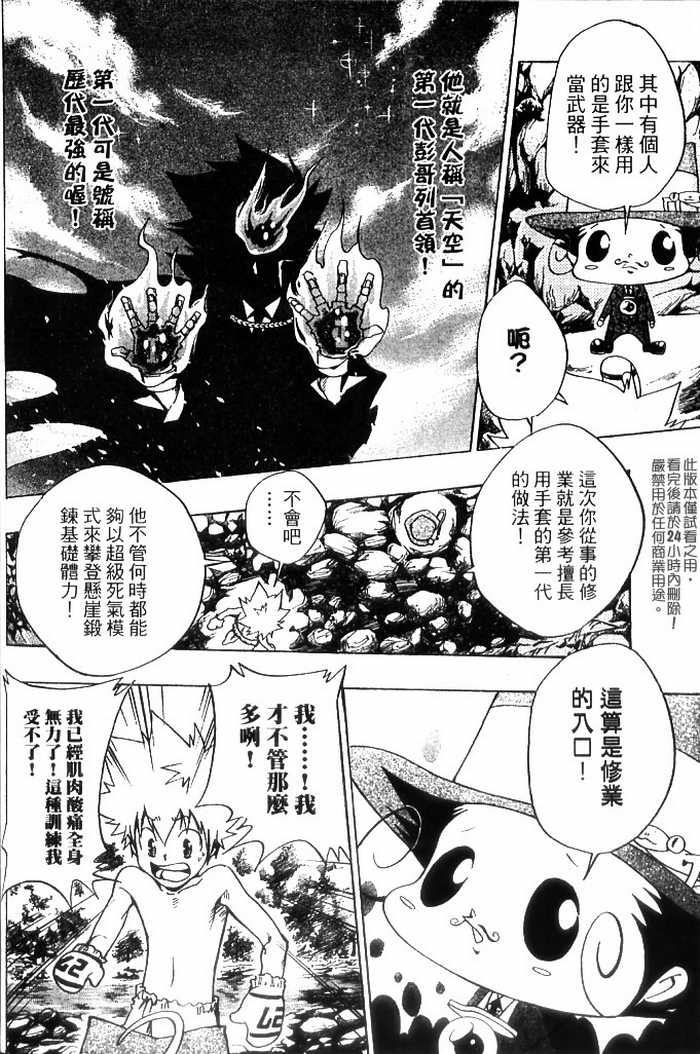 其中有個人
跟你一樣用
的是手套來
當武器！
呃？
他就是人稱「天空」的
第一代彭哥列首領！
第一代可是號稱
歷代最強的喔！
此版本僅試看之用，
看完後請於24小時內刪除！
嚴禁用於任何商業用途。
這次你從事的修
業就是參考擅長
用手套的第一代
的做法！
不會吧
……
他不管何時都能
夠以超級死氣模
式來攀登懸崖鍛
鍊基礎體力！
這算是修業
的入口！
我……！我
才不管那麼
多咧！
我已經肌肉酸痛全身
無力了！這種訓練我
受不了！
27
27